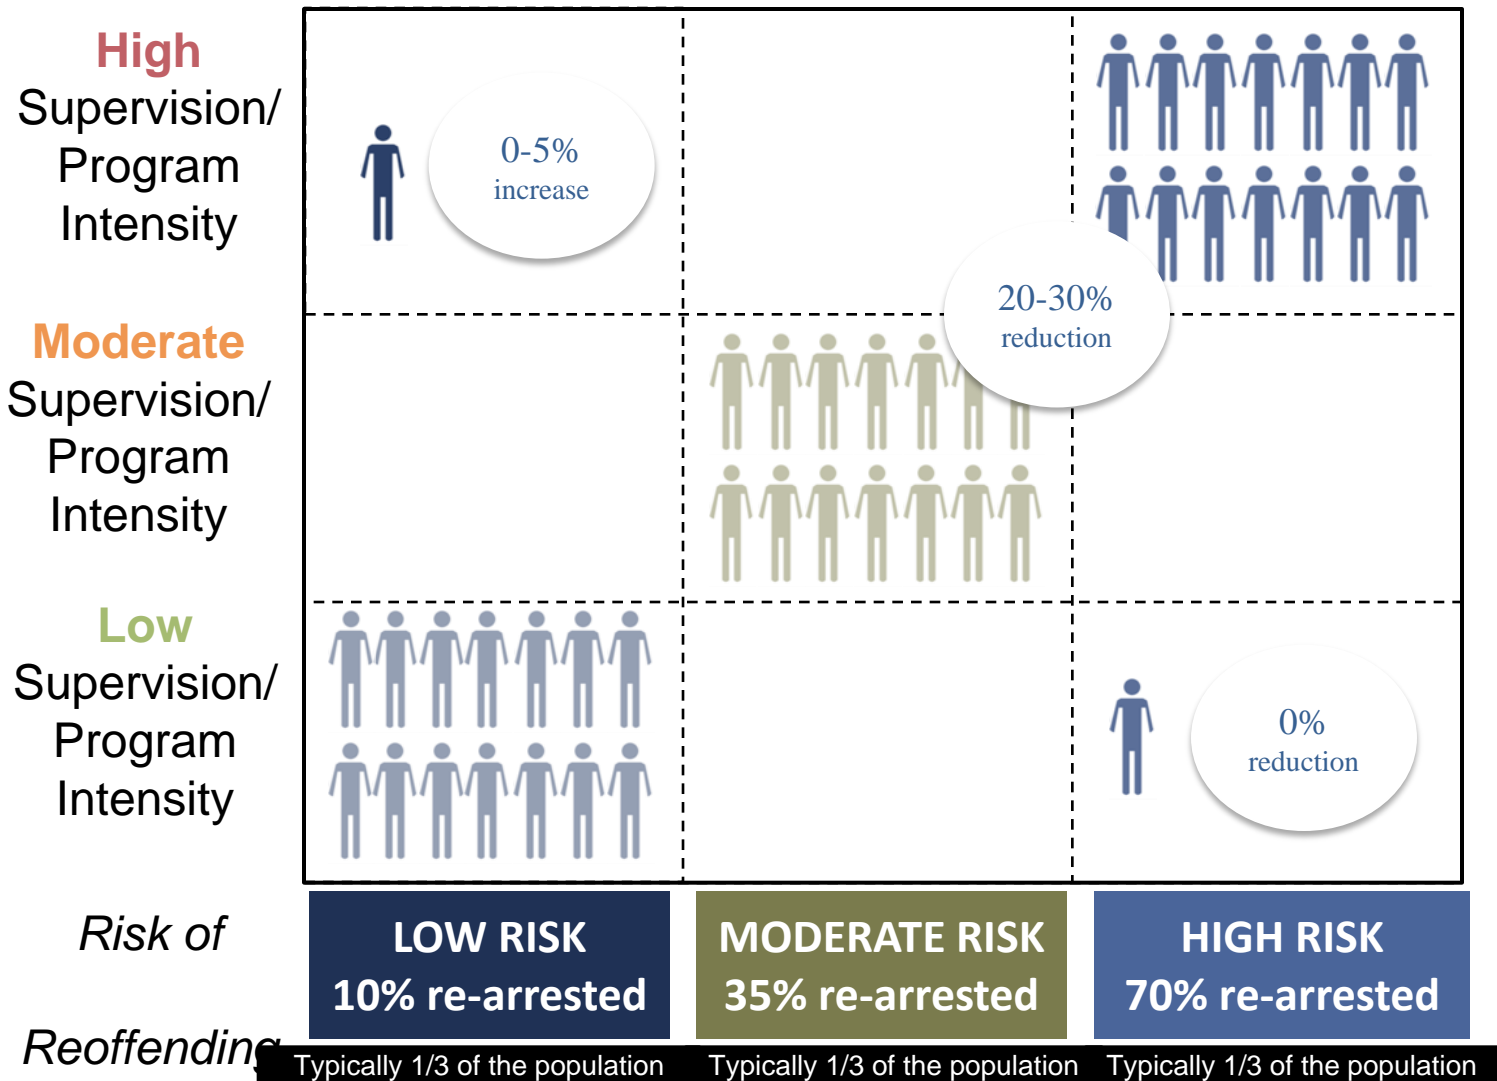 High
Supervision/
Program
Intensity
0-5%
increase
20-30%
reduction
Moderate
Supervision/
Program
Intensity
Low
Supervision/
Program
Intensity
0%
reduction
Risk of
Reoffending
LOW RISK
10% re-arrested
MODERATE RISK
35% re-arrested
HIGH RISK
70% re-arrested
Typically 1/3 of the population
Typically 1/3 of the population
Typically 1/3 of the population